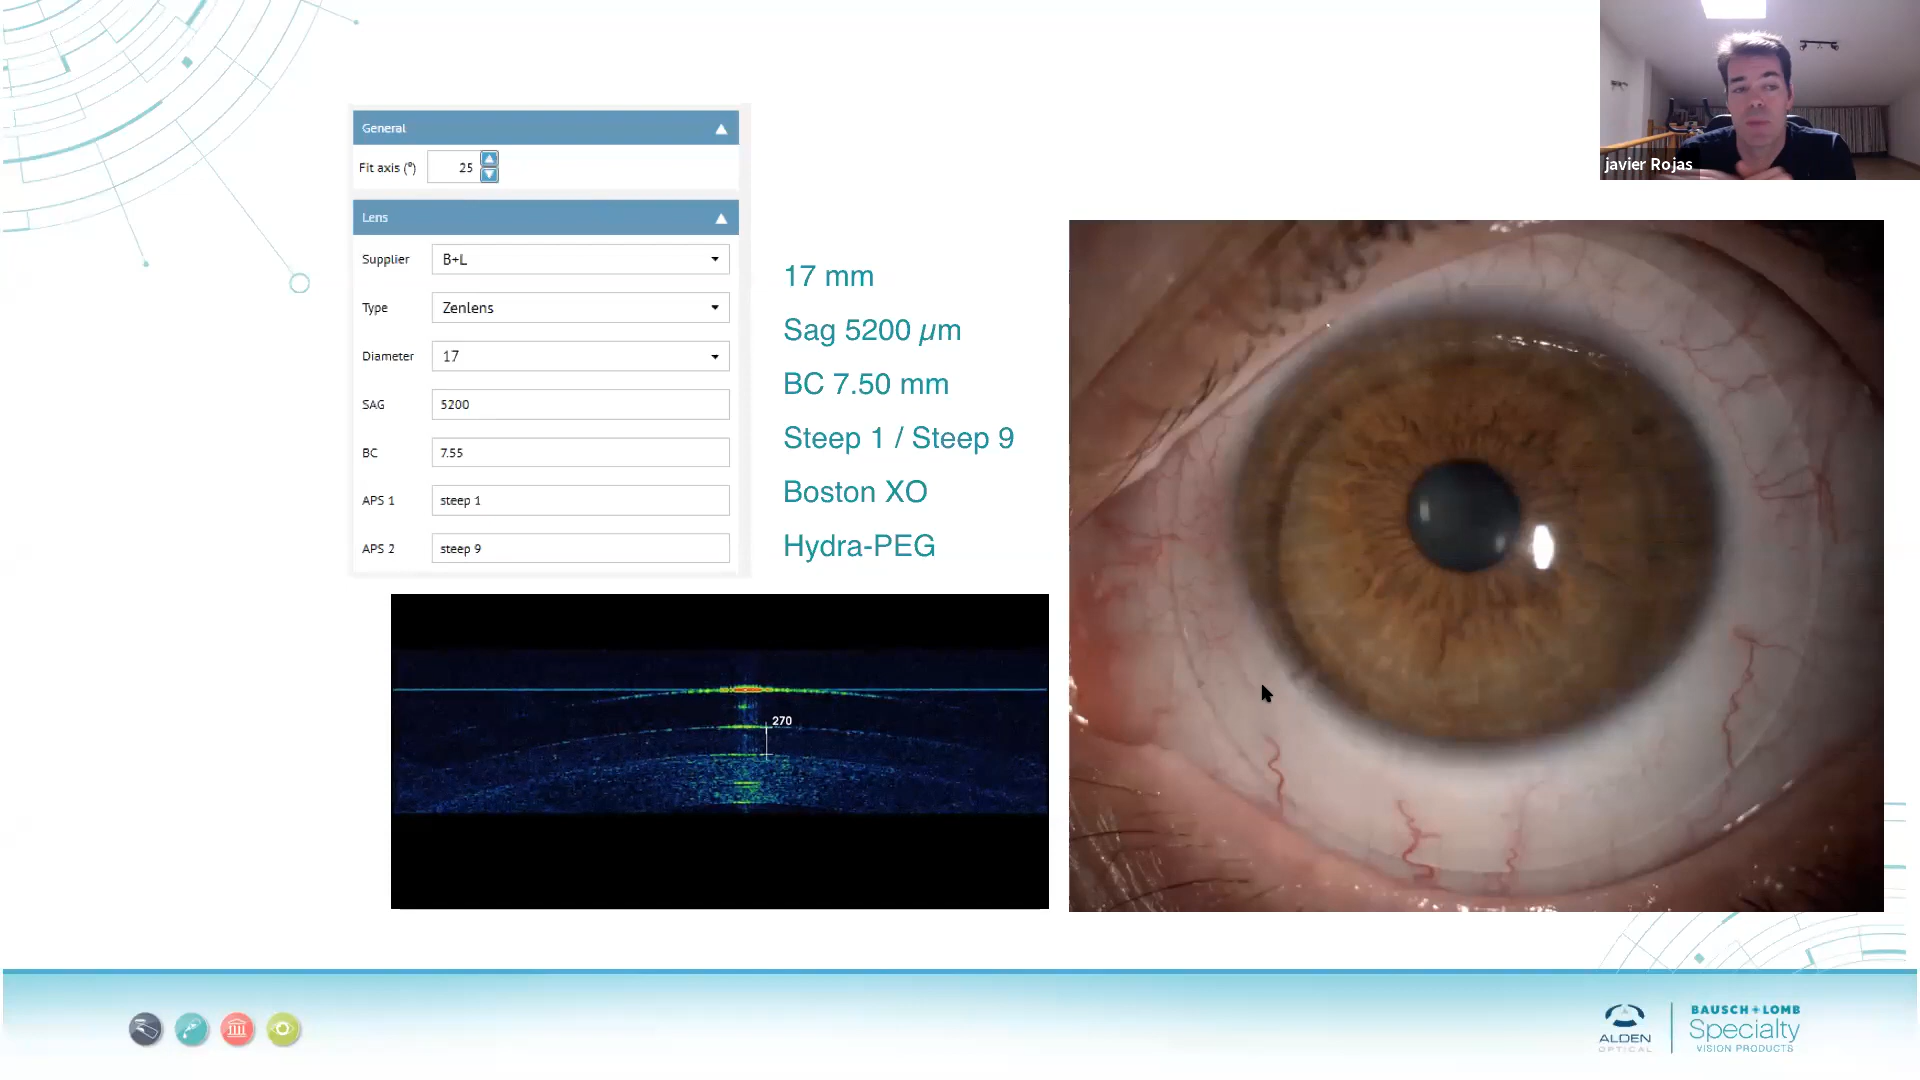 javier Rojas
General
Fit axis (°) 25
Lens
Supplier B+L
Type Zenlens
Diameter 17
SAG 5200
BC 7.55
APS 1 steep 1
APS 2 steep 9
17 mm
Sag 5200 µm
BC 7.50 mm
Steep 1 / Steep 9
Boston XO
Hydra-PEG
270
ALDEN
OPTICAL
BAUSCH + LOMB
Specialty
VISION PRODUCTS